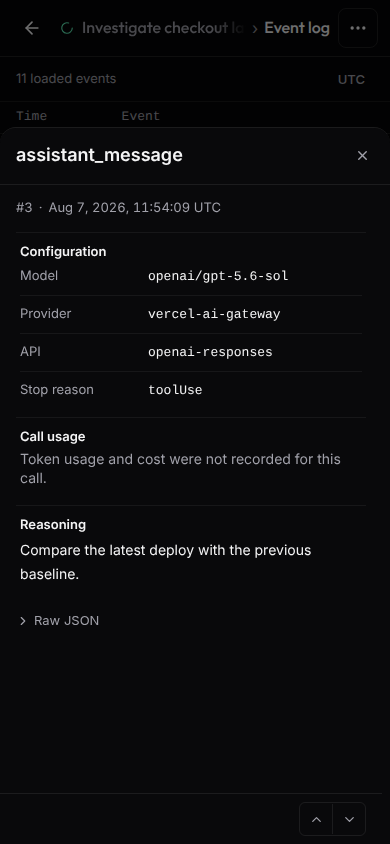 Investigate checkout lo › Event log
11 loaded events UTC
Time Event
assistant_message
#3 · Aug 7, 2026, 11:54:09 UTC
Configuration
Model openai/gpt-5.6-sol
Provider vercel-ai-gateway
API openai-responses
Stop reason toolUse
Call usage
Token usage and cost were not recorded for this
call.
Reasoning
Compare the latest deploy with the previous
baseline.
Raw JSON